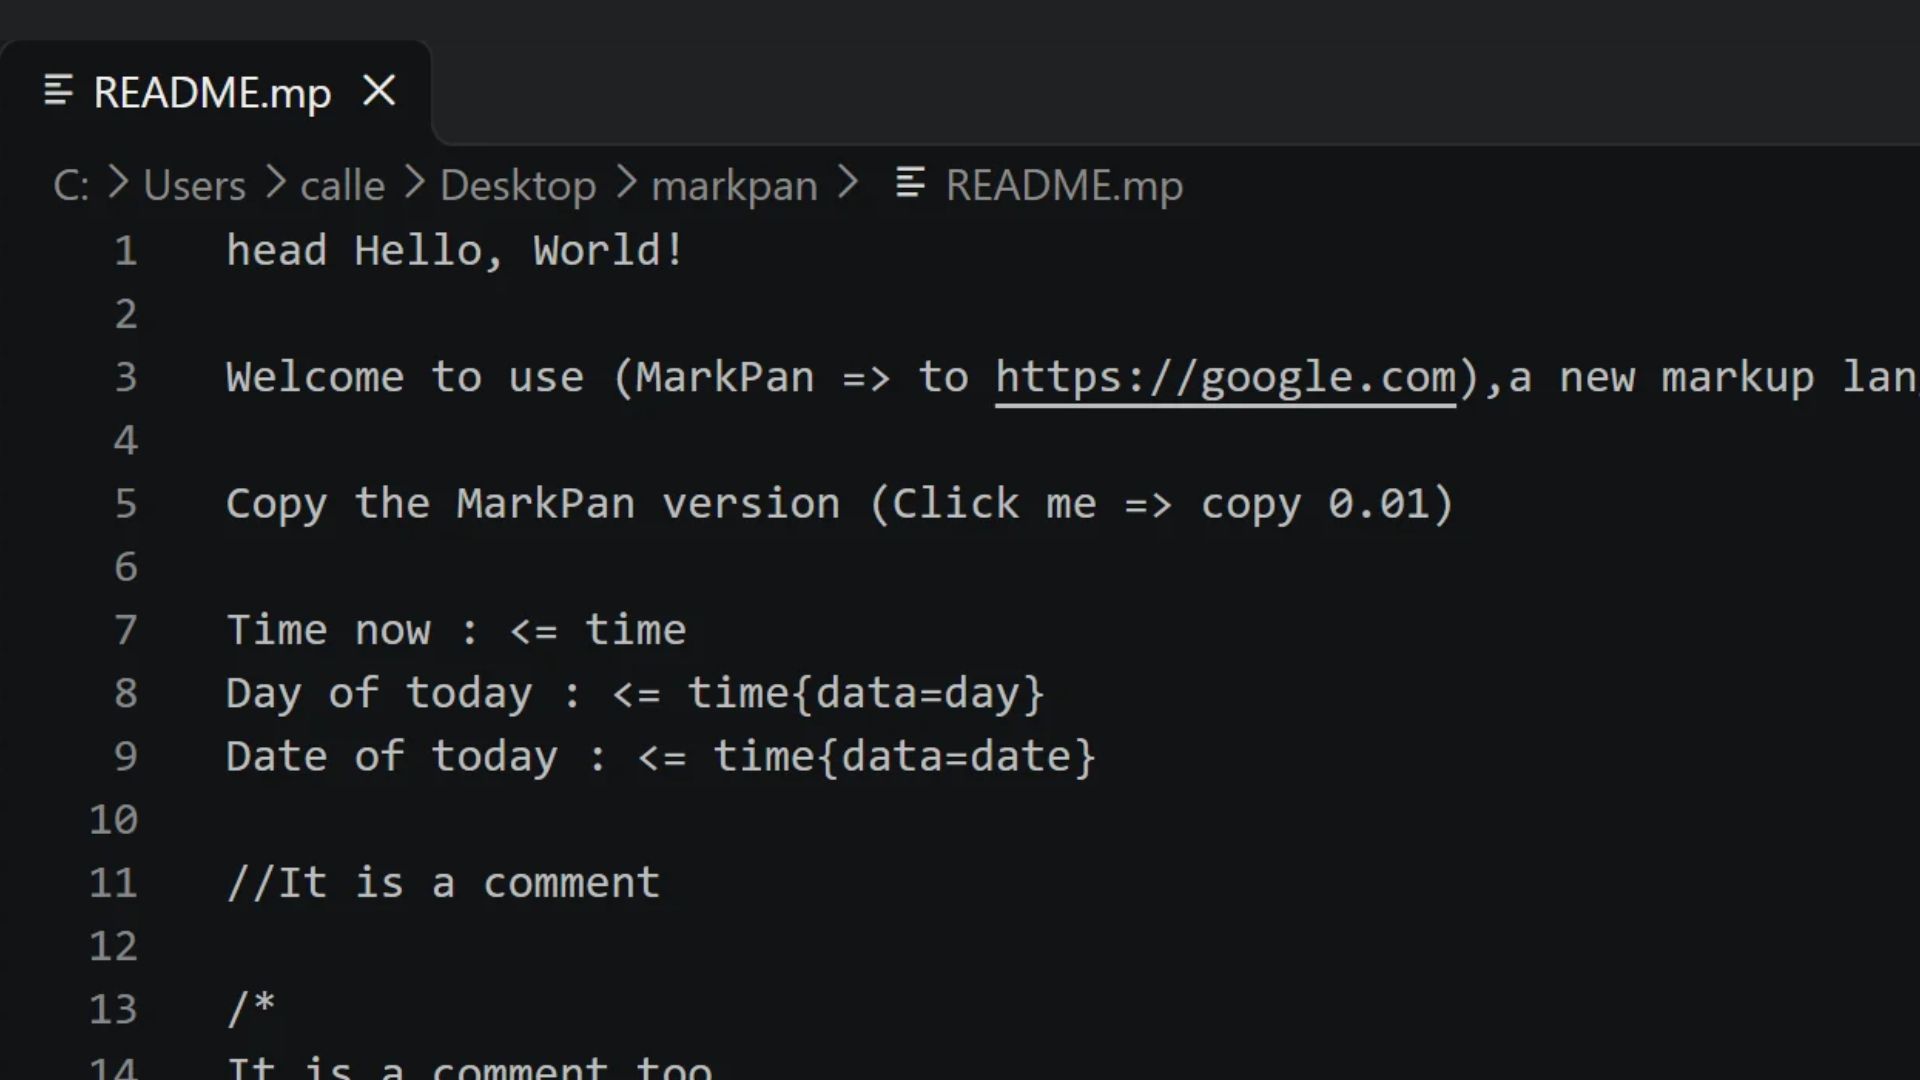 README.mp
C: > Users > calle > Desktop > markpan > README.mp
1 head Hello, World!
2
3 Welcome to use (MarkPan => to https://google.com),a new markup
4
5 Copy the MarkPan version (Click me => copy 0.01)
6
7 Time now : <= time
8 Day of today : <= time{data=day}
9 Date of today : <= time{data=date}
10
11 //It is a comment
12
13 /*
14 It is a comment too